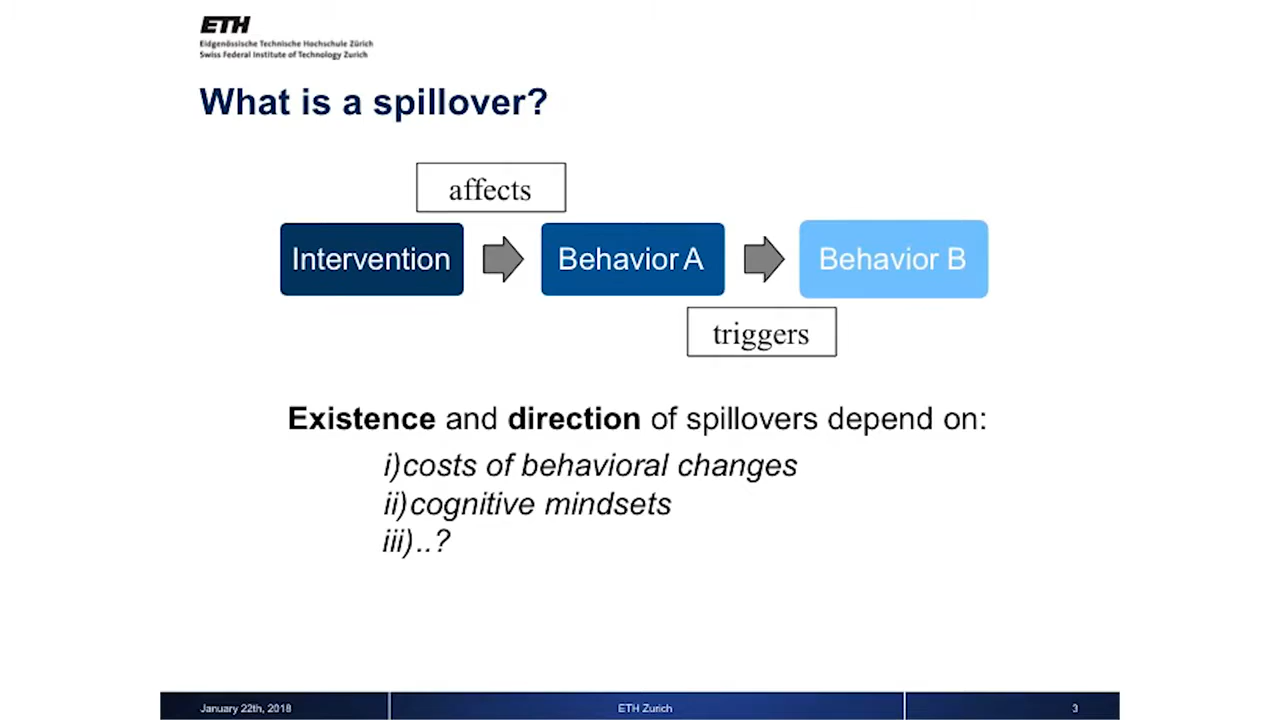 ETH
Eidgenössische Technische Hochschule Zürich
Swiss Federal Institute of Technology Zurich
What is a spillover?
affects
Intervention
Behavior A
Behavior B
triggers
Existence and direction of spillovers depend on:
i)costs of behavioral changes
ii)cognitive mindsets
iii)..?
January 22th, 2018
ETH Zurich
3